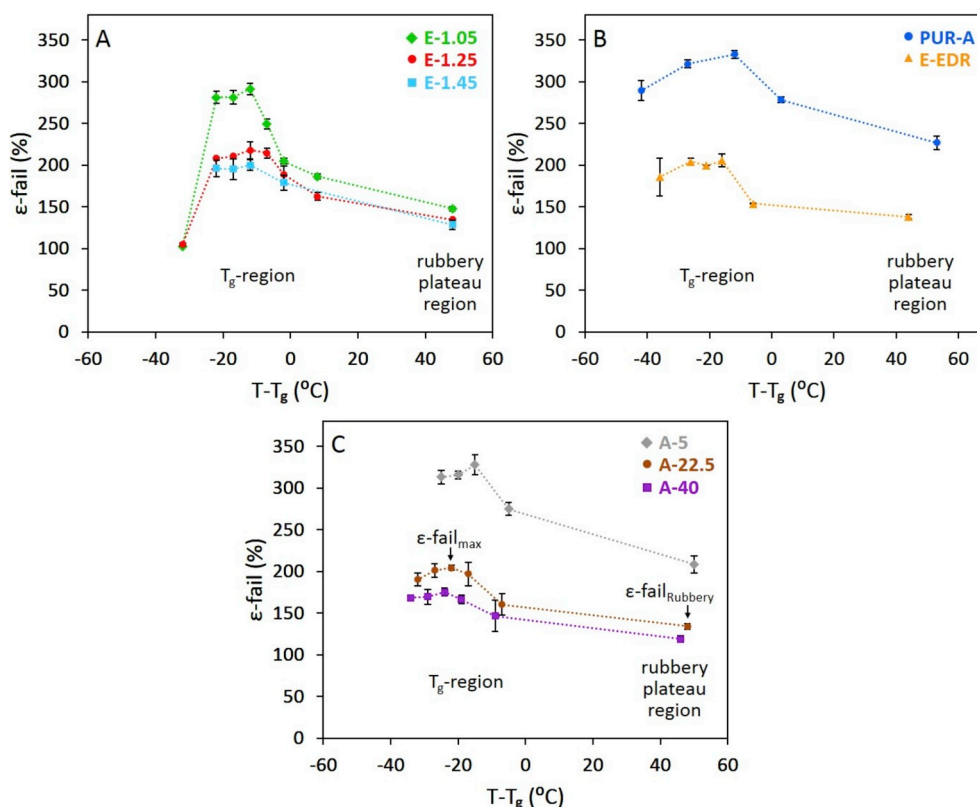 A
E-1.05
E-1.25
E-1.45
350
300
250
200
150
100
50
0
ε-fail (%)
Tg-region
rubbery
plateau
region
-60 -40 -20 0 20 40 60
T-Tg (°C)
B
PUR-A
E-EDR
350
300
250
200
150
100
50
0
ε-fail (%)
Tg-region
rubbery
plateau
region
-60 -40 -20 0 20 40 60
T-Tg (°C)
C
A-5
A-22.5
A-40
350
300
250
200
150
100
50
0
ε-fail (%)
ε-failmax
ε-failRubbery
Tg-region
rubbery
plateau
region
-60 -40 -20 0 20 40 60
T-Tg (°C)